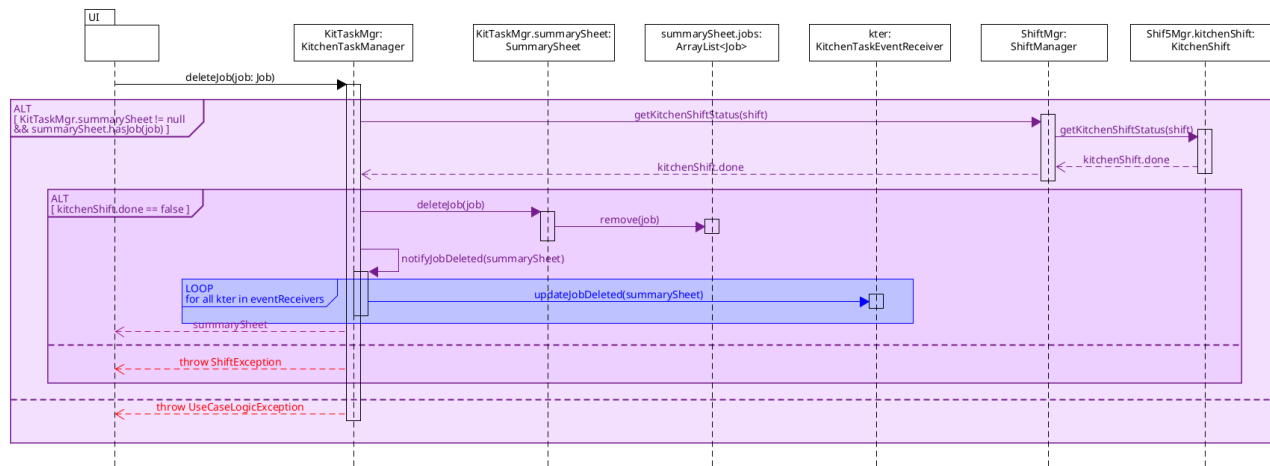 UI
KitTaskMgr:
KitchenTaskManager
KitTaskMgr.summarySheet:
SummarySheet
summarySheet.jobs:
ArrayList<Job>
kter:
KitchenTaskEventReceiver
ShiftMgr:
ShiftManager
Shif5Mgr.kitchenShift:
KitchenShift
deleteJob(job: Job)
ALT
[ KitTaskMgr.summarySheet != null
&& summarySheet.hasJob(job) ]
getKitchenShiftStatus(shift)
getKitchenShiftStatus(shift)
kitchenShift.done
kitchenShift.done
ALT
[ kitchenShift.done == false ]
deleteJob(job)
remove(job)
notifyJobDeleted(summarySheet)
LOOP
for all kter in eventReceivers
updateJobDeleted(summarySheet)
summarySheet
throw ShiftException
throw UseCaseLogicException